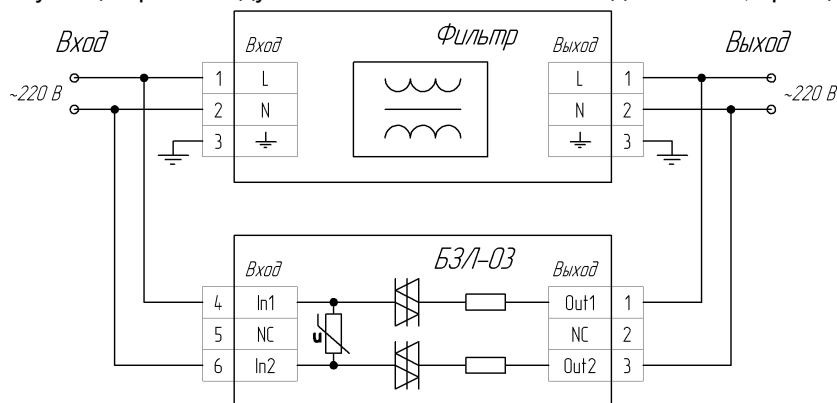 Вход
Фильтр
Выход
Вход
Выход
1 L
L 1
~220 В
~220 В
2 N
N 2
3
3
БЗЛ-03
Вход
Выход
4 In1
Out1 1
5 NC
NC 2
u
6 In2
Out2 3